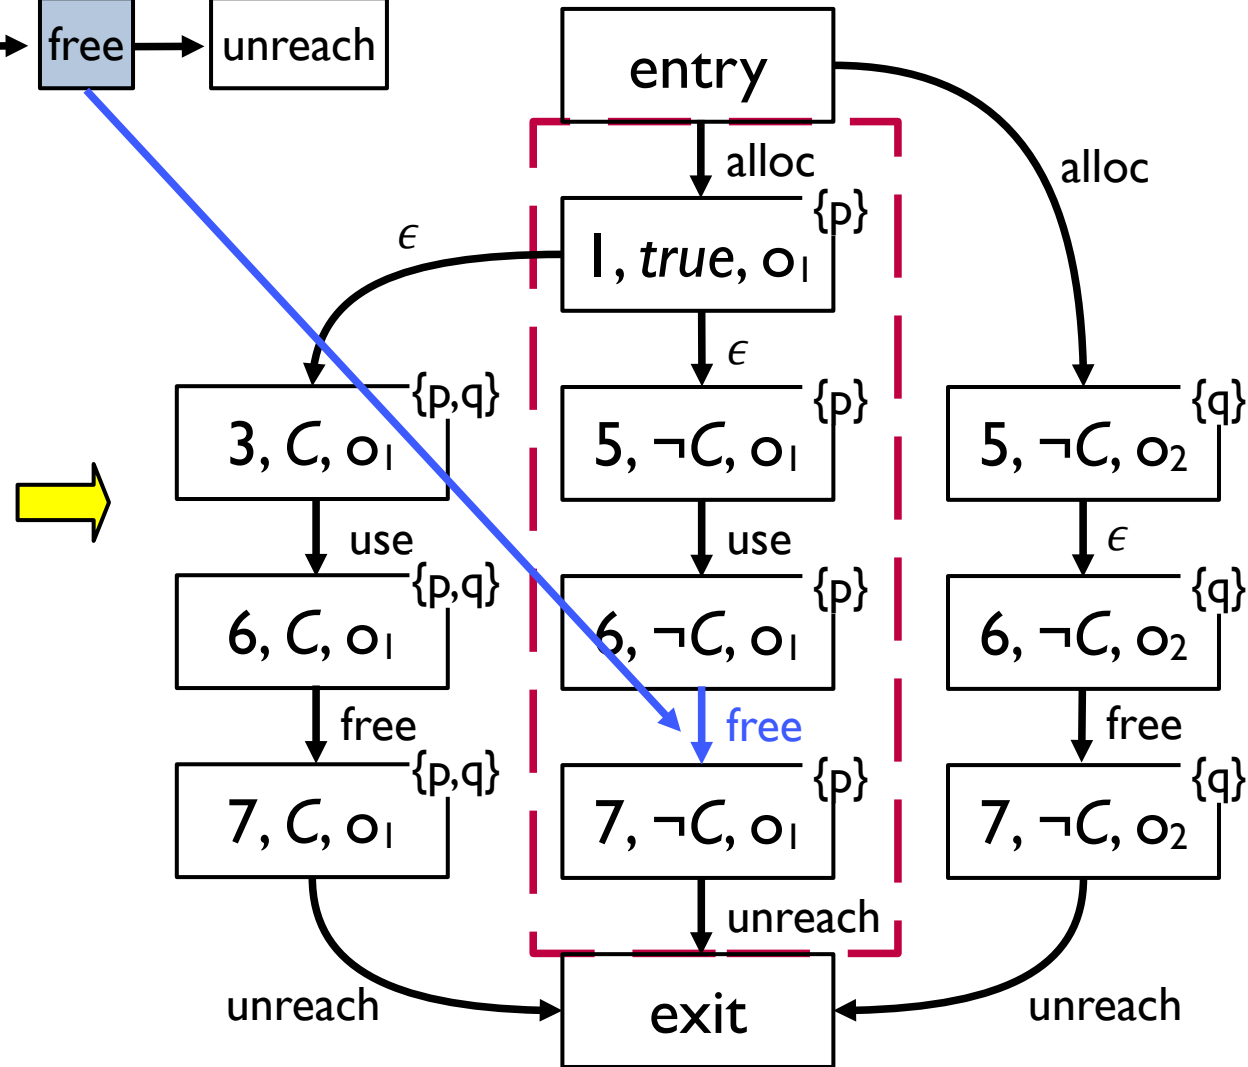 free
unreach
entry
alloc
alloc
{p}
ϵ
1, true, o₁
ϵ
{p,q}
{p}
{q}
3, C, o₁
5, ¬C, o₁
5, ¬C, o₂
use
use
ϵ
{p,q}
{p}
{q}
6, C, o₁
6, ¬C, o₁
6, ¬C, o₂
free
free
free
{p,q}
{p}
{q}
7, C, o₁
7, ¬C, o₁
7, ¬C, o₂
unreach
unreach
unreach
exit